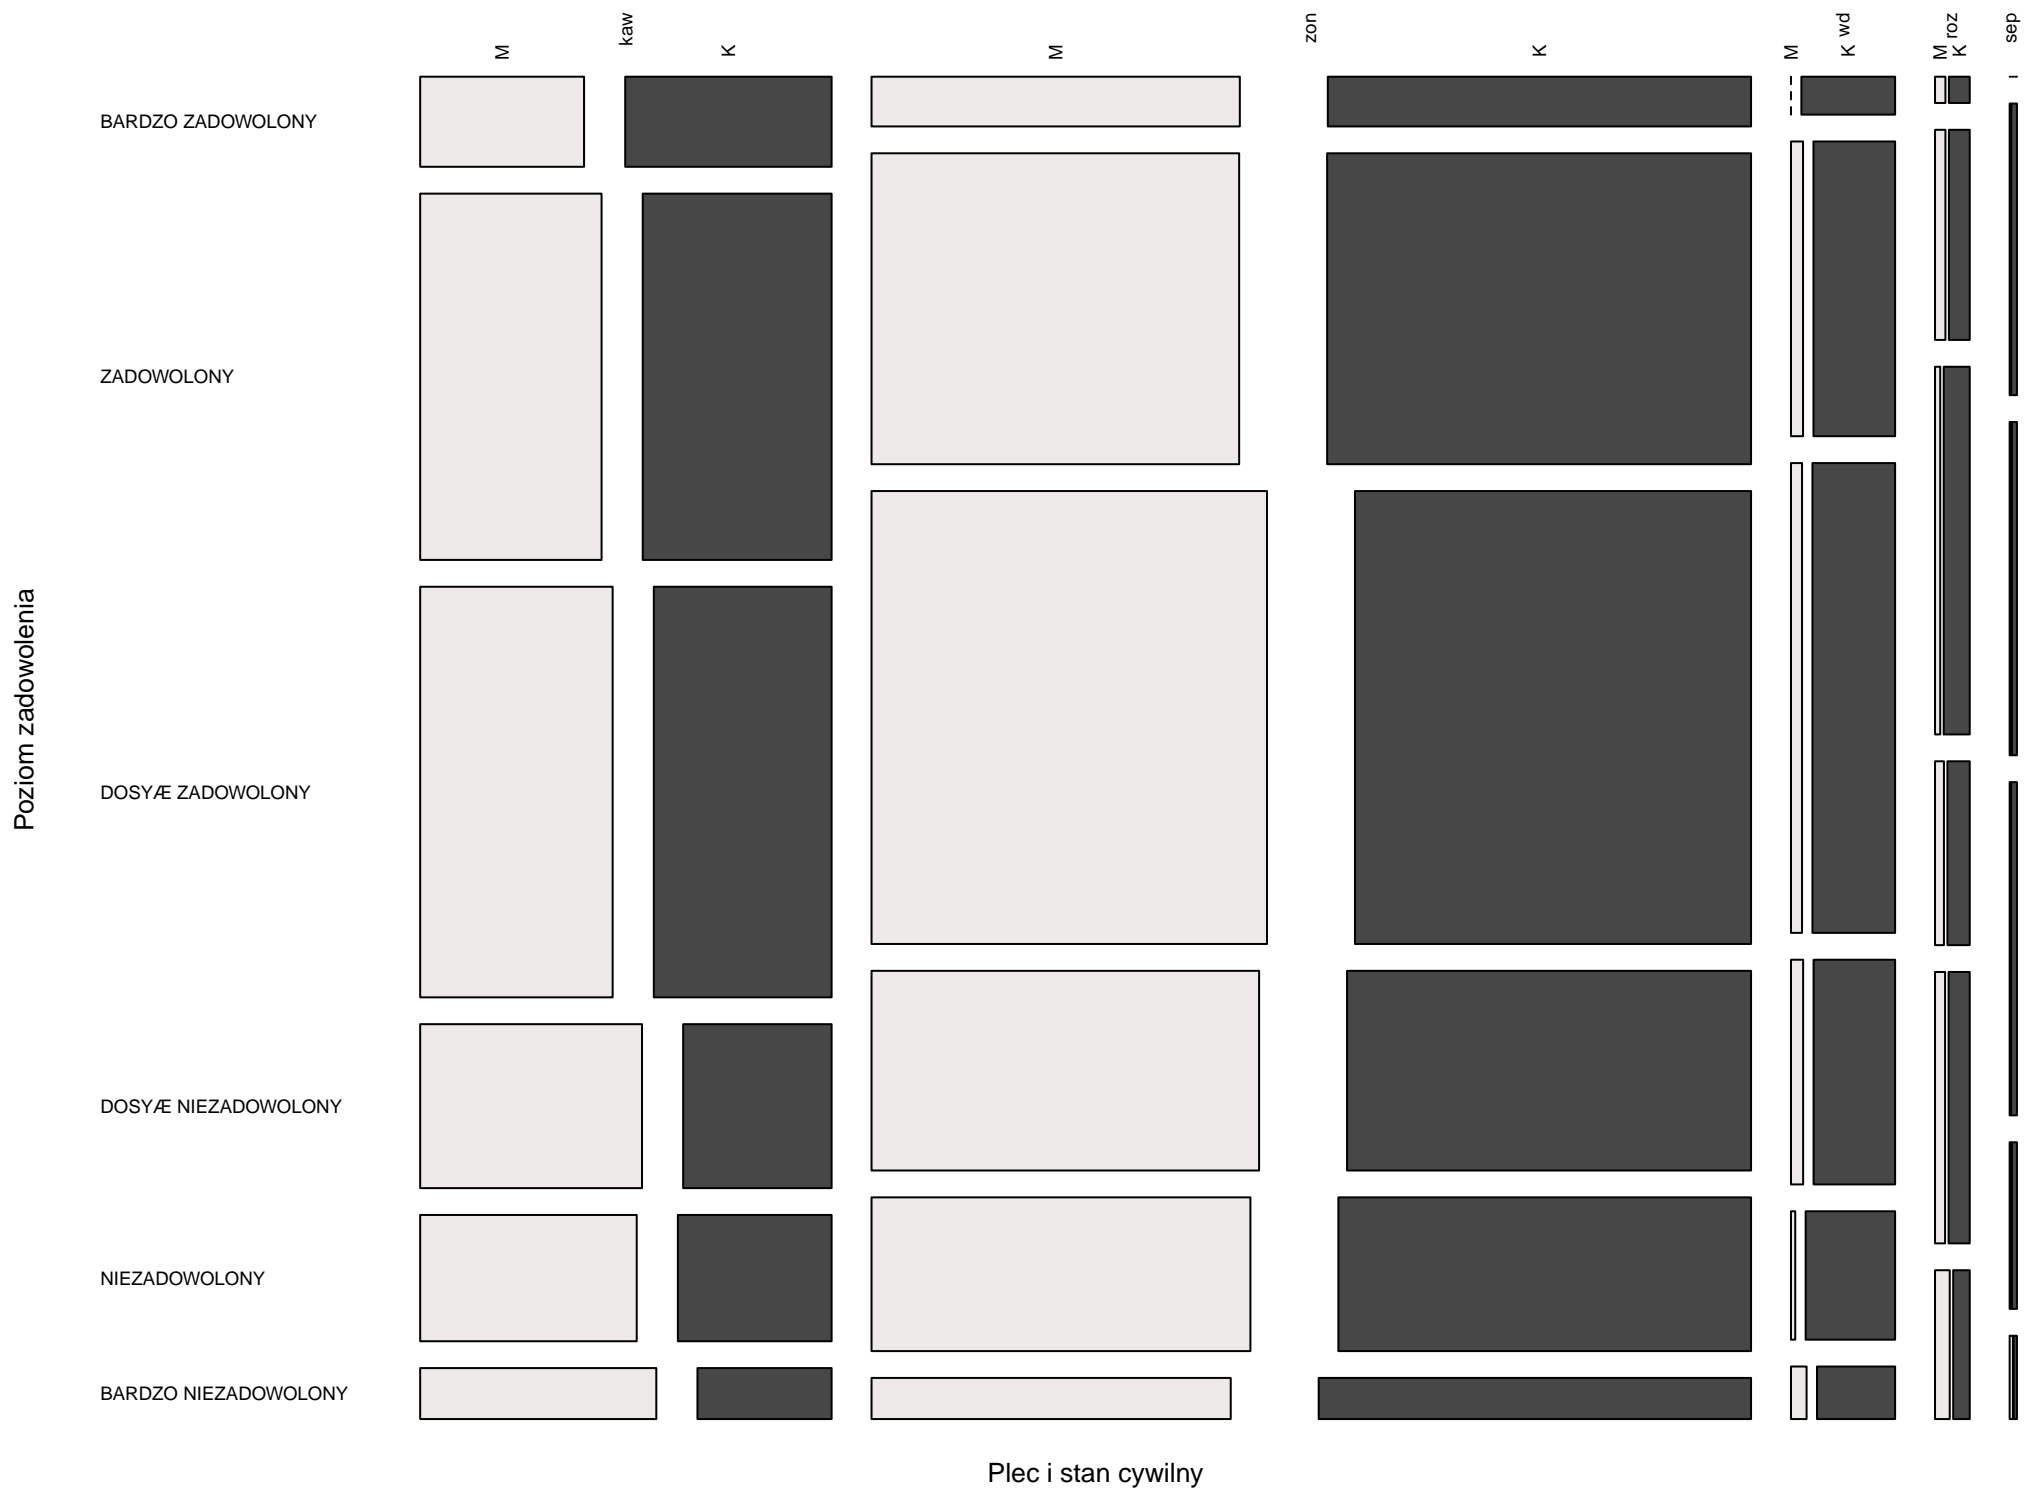 kaw
zon
wd
roz
sep
M
K
M
K
M
K
M
K
BARDZO ZADOWOLONY
ZADOWOLONY
DOSYÆ ZADOWOLONY
DOSYÆ NIEZADOWOLONY
NIEZADOWOLONY
BARDZO NIEZADOWOLONY
Poziom zadowolenia
Plec i stan cywilny